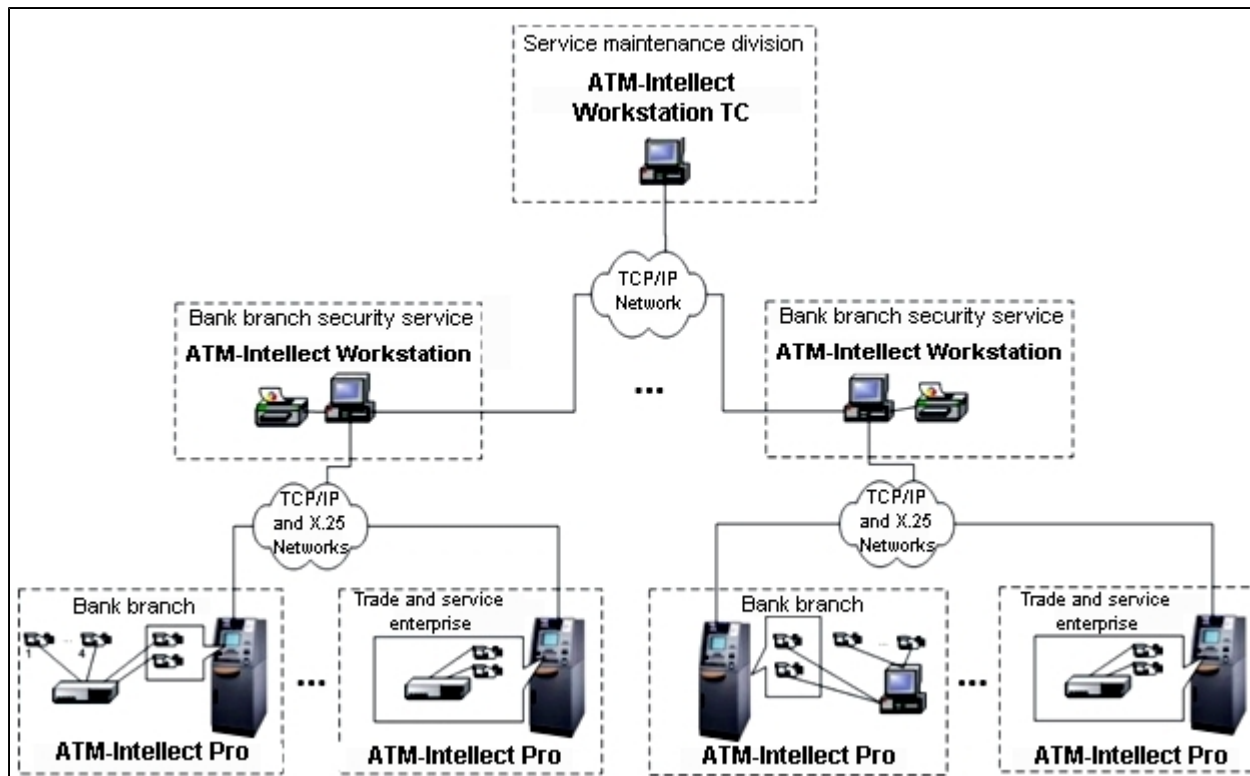 Service maintenance division
ATM-Intellect
Workstation TC
TCP/IP
Network
Bank branch security service
ATM-Intellect Workstation
...
Bank branch security service
ATM-Intellect Workstation
TCP/IP
and X.25
Networks
TCP/IP
and X.25
Networks
Bank branch
1 ... 4
ATM-Intellect Pro
...
Trade and service
enterprise
ATM-Intellect Pro
Bank branch
...
ATM-Intellect Pro
...
Trade and service
enterprise
ATM-Intellect Pro